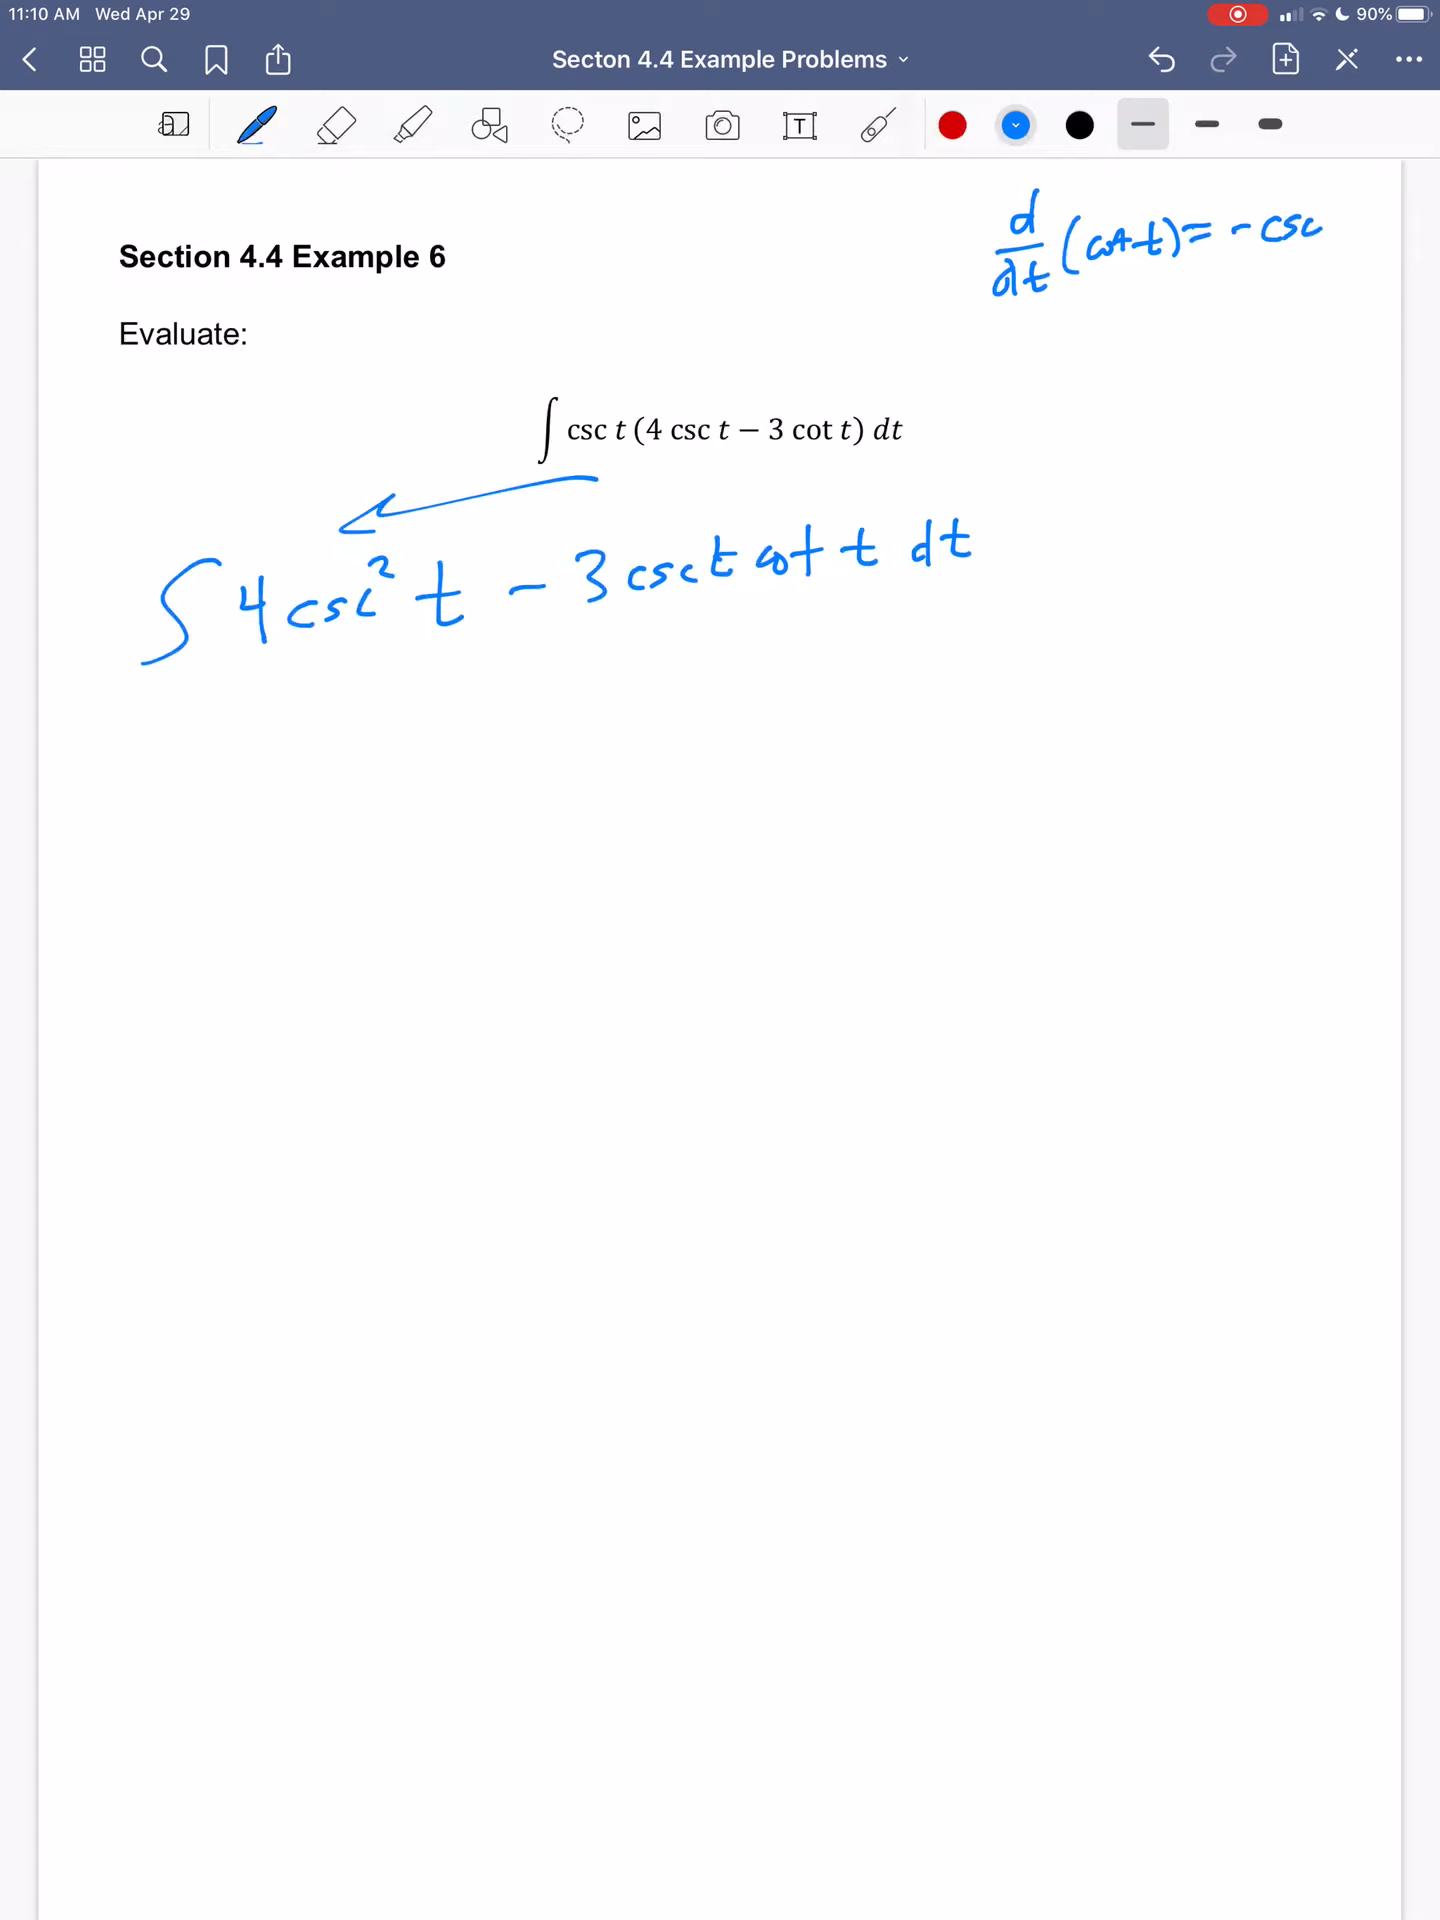 11:10 AM Wed Apr 29 90%
Secton 4.4 Example Problems
T
d/dt (cot t) = - csc
Section 4.4 Example 6
Evaluate:
∫ csc t (4 csc t − 3 cot t) dt
∫ 4 csc² t - 3 csc t cot t dt